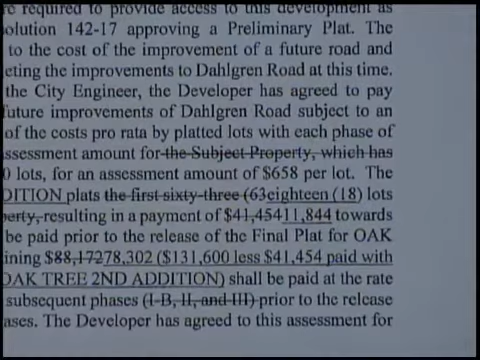 re required to provide access to this development as
solution 142-17 approving a Preliminary Plat. The
to the cost of the improvement of a future road and
eting the improvements to Dahlgren Road at this time.
the City Engineer, the Developer has agreed to pay
future improvements of Dahlgren Road subject to an
of the costs pro rata by platted lots with each phase of
ssessment amount for the Subject Property, which has
0 lots, for an assessment amount of $658 per lot. The
DITION plats the first sixty-three (63eighteen (18) lots
perty, resulting in a payment of $41,45411,844 towards
be paid prior to the release of the Final Plat for OAK
ining $88,17278,302 ($131,600 less $41,454 paid with
OAK TREE 2ND ADDITION) shall be paid at the rate
subsequent phases (I-B, II, and III) prior to the release
ases. The Developer has agreed to this assessment for